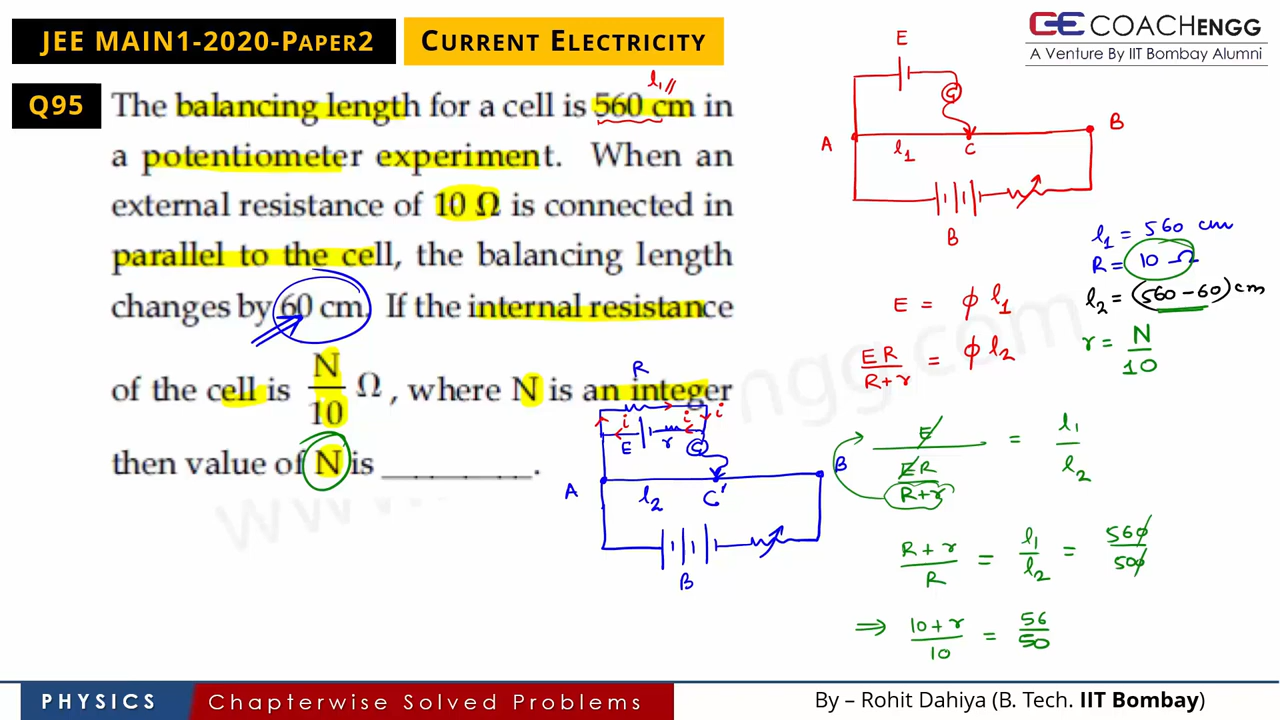 JEE MAIN1-2020-PAPER2
CURRENT ELECTRICITY
CEE COACHENGG
A Venture By IIT Bombay Alumni
Q95
l₁
The balancing length for a cell is 560 cm in
a potentiometer experiment. When an
external resistance of 10 Ω is connected in
parallel to the cell, the balancing length
changes by 60 cm. If the internal resistance
of the cell is N/10 Ω, where N is an integer
then value of N is __________.
E
G
A l₁ C B
B
l₁ = 560 cm
R = 10 Ω
l₂ = (560-60) cm
r = N/10
E = ϕ l₁
ER/(R+r) = ϕ l₂
R
i i i i
E r G
A l₂ C' B
B
E/(ER/(R+r)) = l₁/l₂
(R+r)/R = l₁/l₂ = 560/500
⇒ (10+r)/10 = 56/50
PHYSICS
Chapterwise Solved Problems
By – Rohit Dahiya (B. Tech. IIT Bombay)